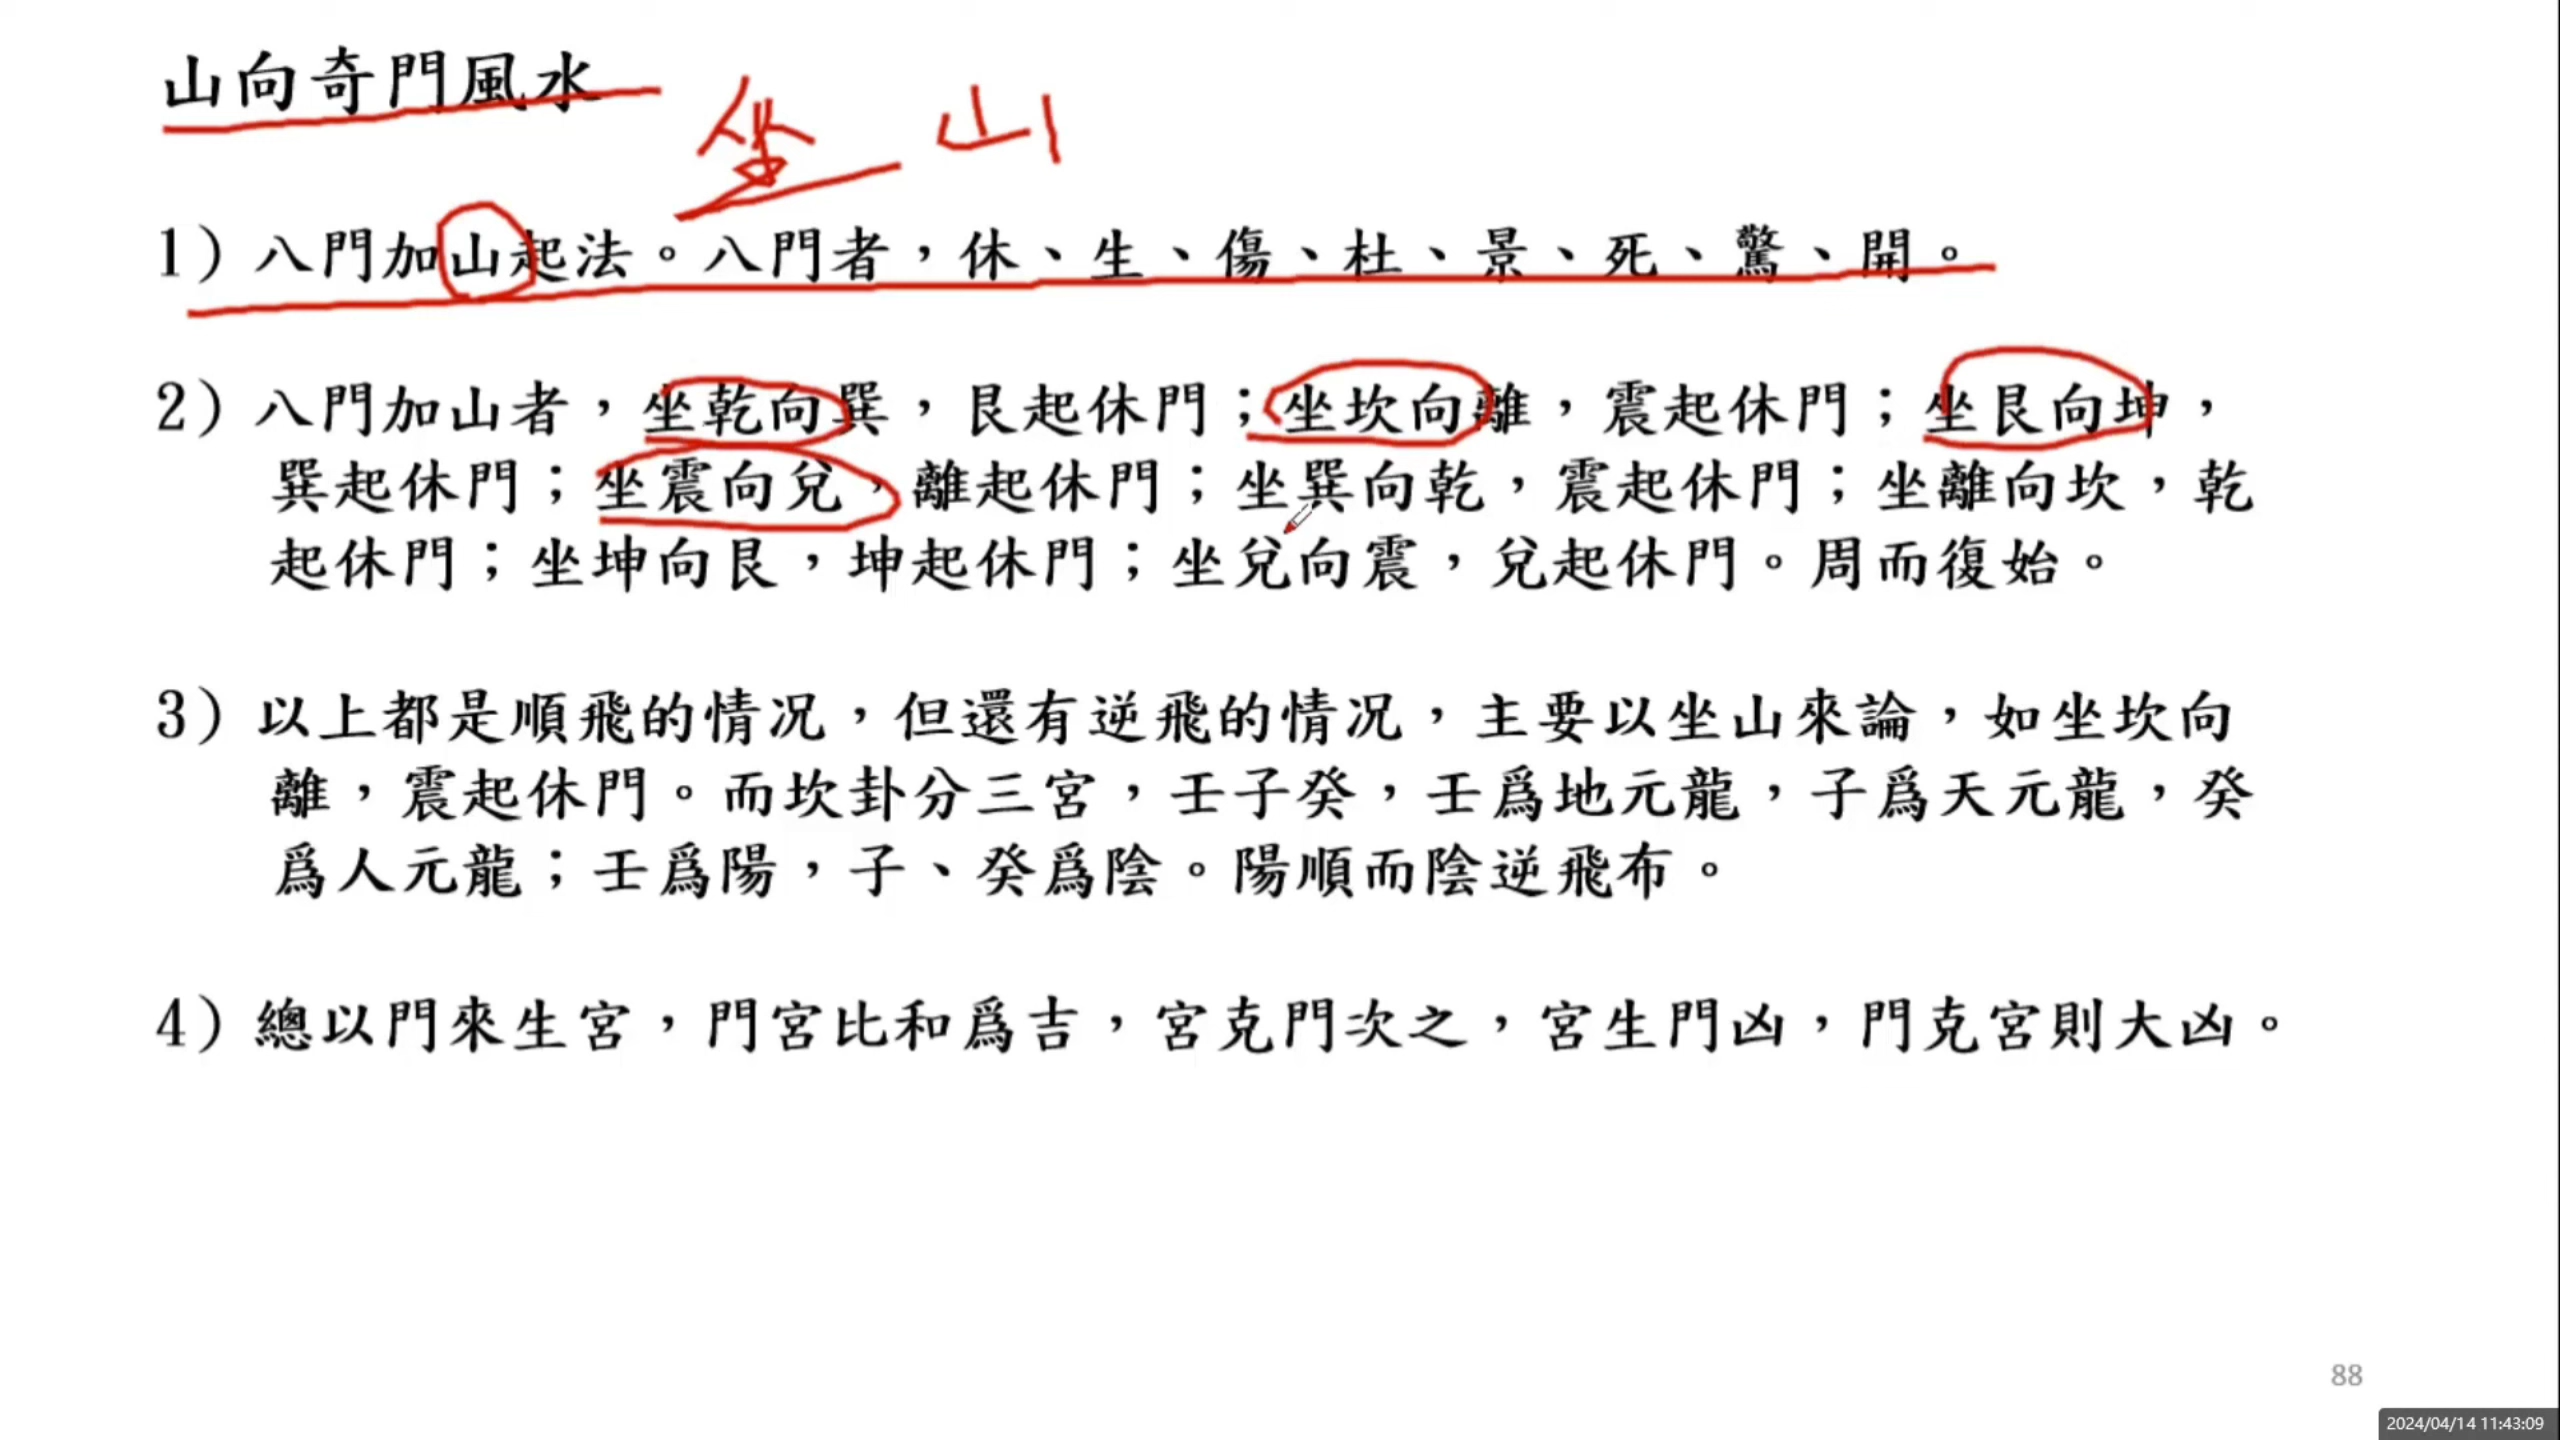 山向奇門風水
坐 山
1）八門加山起法。八門者，休、生、傷、杜、景、死、驚、開。
2）八門加山者，坐乾向巽，艮起休門；坐坎向離，震起休門；坐艮向坤，
巽起休門；坐震向兌，離起休門；坐巽向乾，震起休門；坐離向坎，乾
起休門；坐坤向艮，坤起休門；坐兌向震，兌起休門。周而復始。
3）以上都是順飛的情況，但還有逆飛的情況，主要以坐山來論，如坐坎向
離，震起休門。而坎卦分三宮，壬子癸，壬爲地元龍，子爲天元龍，癸
爲人元龍；壬爲陽，子、癸爲陰。陽順而陰逆飛布。
4）總以門來生宮，門宮比和爲吉，宮克門次之，宮生門凶，門克宮則大凶。
88
2024/04/14 11:43:09